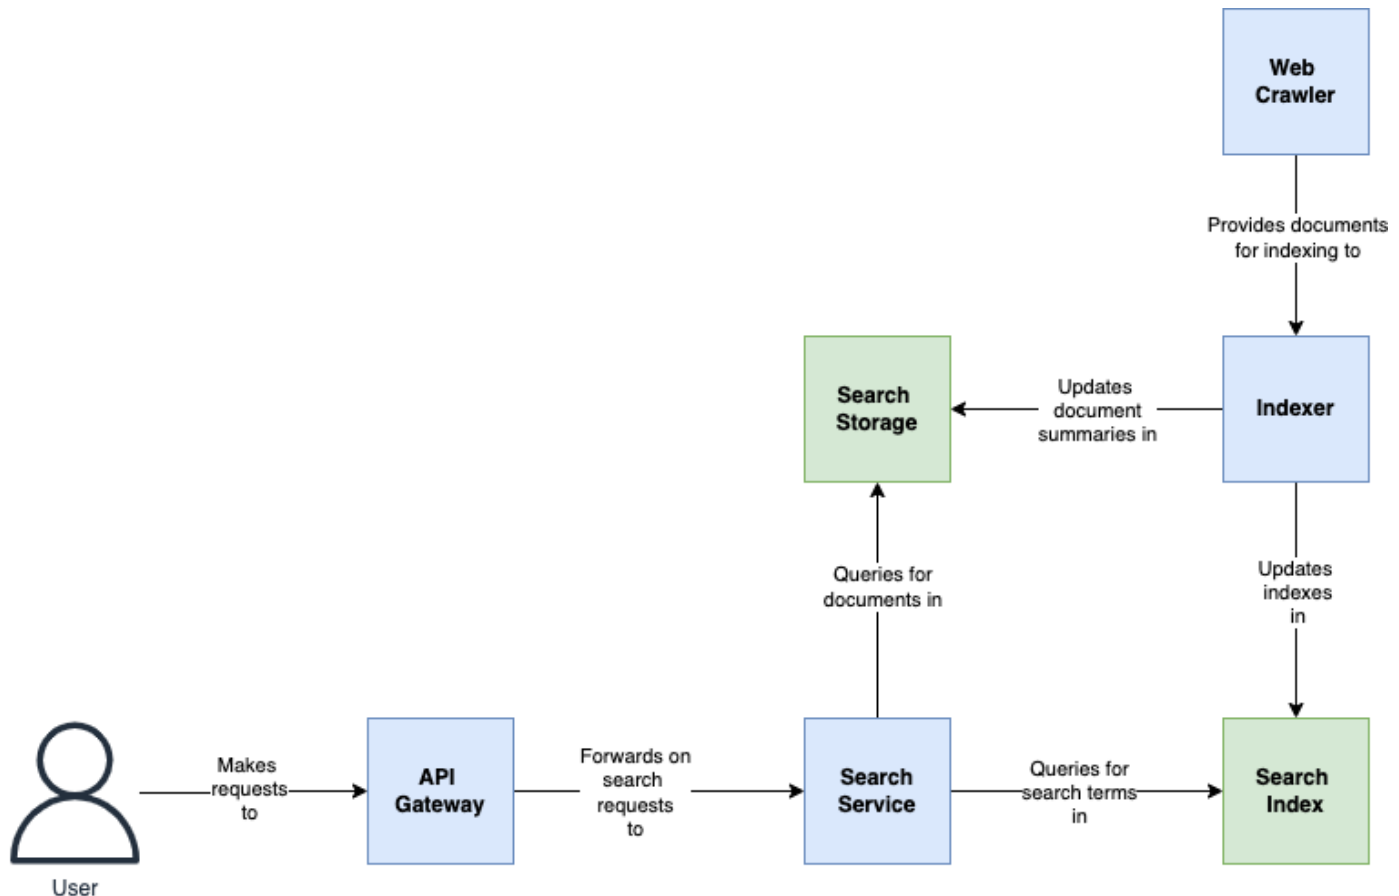 Web
Crawler
Provides documents
for indexing to
Search
Storage
Updates
document
summaries in
Indexer
Queries for
documents in
Updates
indexes
in
User
Makes
requests
to
API
Gateway
Forwards on
search
requests
to
Search
Service
Queries for
search terms
in
Search
Index